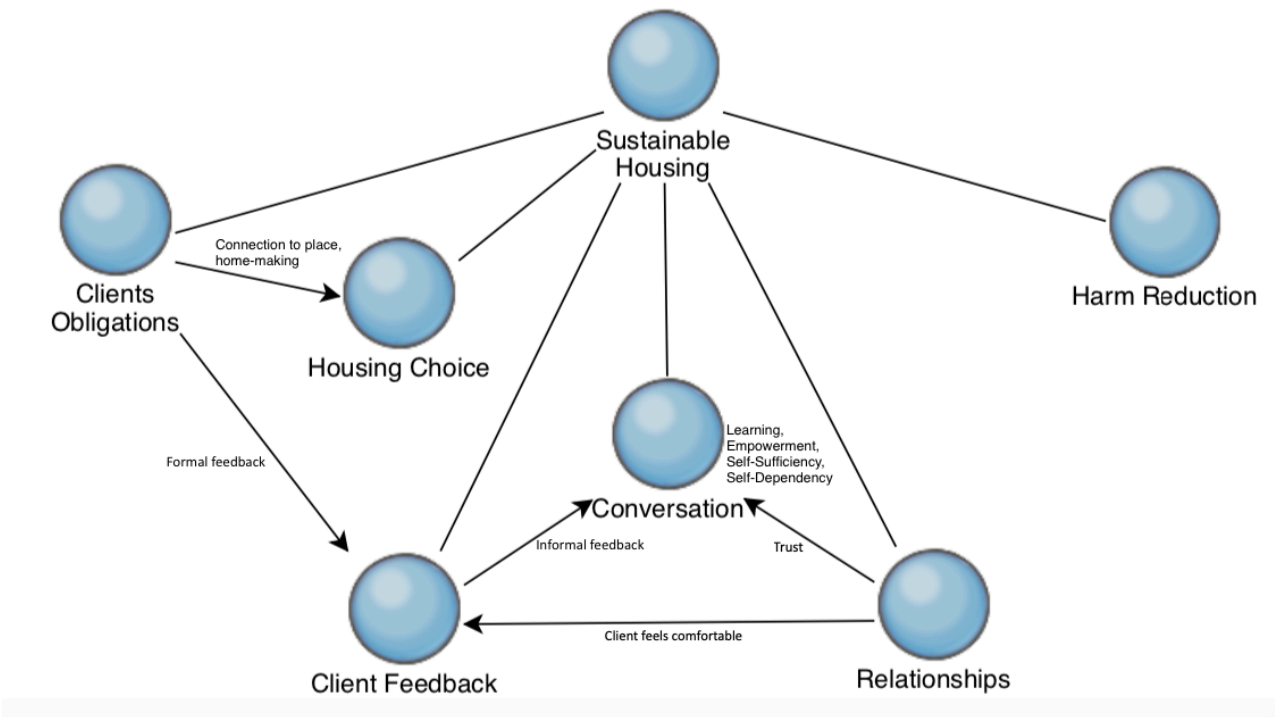 Sustainable
Housing
Connection to place,
home-making
Clients
Obligations
Harm Reduction
Housing Choice
Learning,
Empowerment,
Self-Sufficiency,
Self-Dependency
Formal feedback
Conversation
Informal feedback
Trust
Client feels comfortable
Client Feedback
Relationships